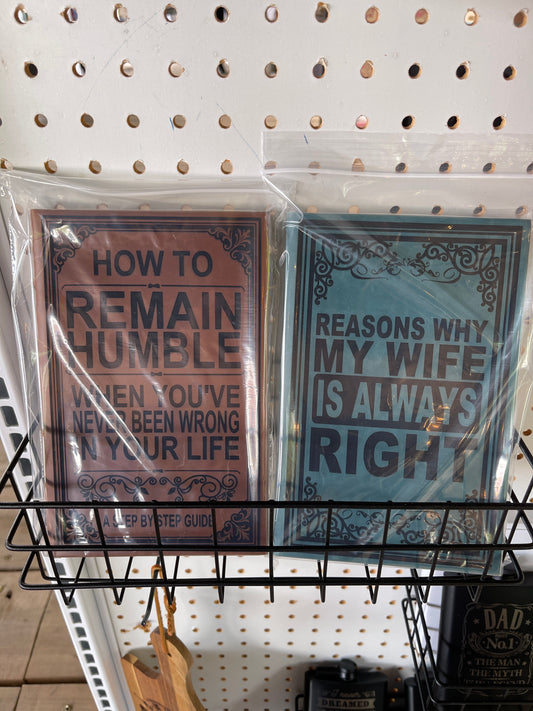 HOW TO
REMAIN
HUMBLE
WHEN YOU'VE
NEVER BEEN WRONG
IN YOUR LIFE
A STEP BY STEP GUIDE
REASONS WHY
MY WIFE
IS ALWAYS
RIGHT
DAD
No.1
THE MAN
THE MYTH
DREAMED